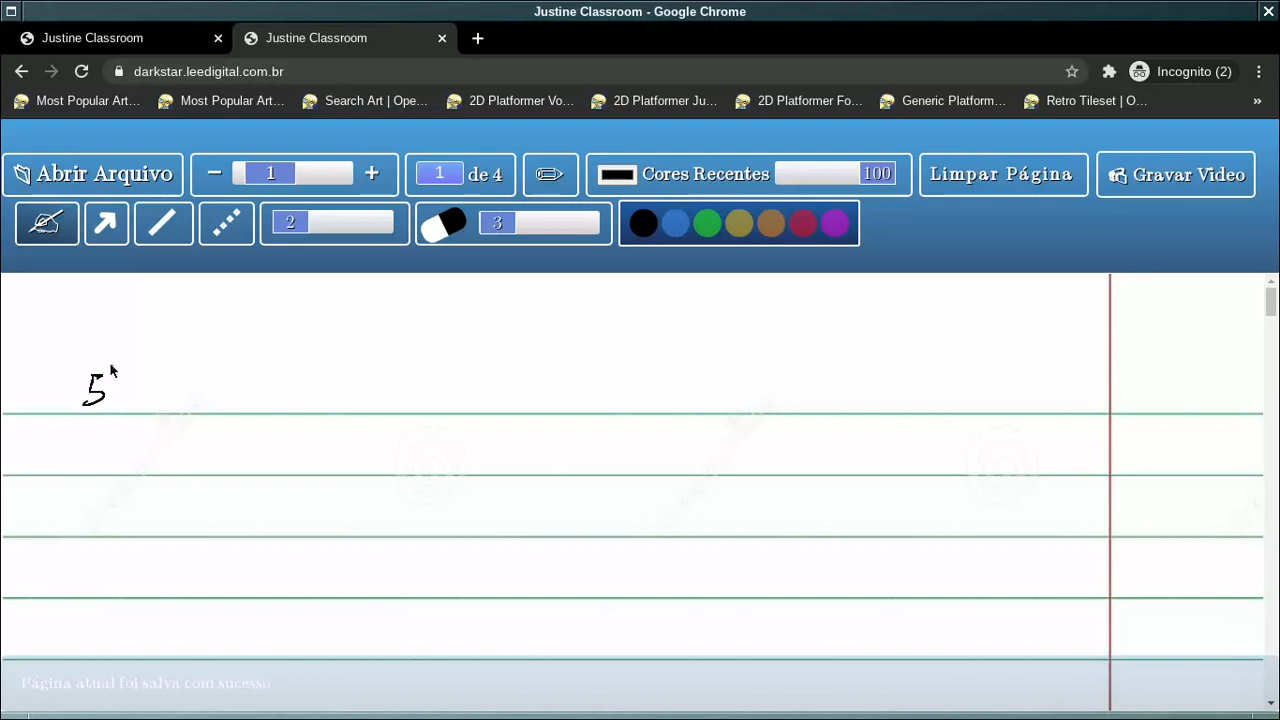 Justine Classroom - Google Chrome
Justine Classroom
Justine Classroom
darkstar.leedigital.com.br
Incognito (2)
Most Popular Art...
Most Popular Art...
Search Art | Ope...
2D Platformer Vo...
2D Platformer Ju...
2D Platformer Fo...
Generic Platform...
Retro Tileset | O...
»
Abrir Arquivo
− 1 +
1 de 4
Cores Recentes 100
Limpar Página
Gravar Video
2
3
5
Página atual foi salva com sucesso